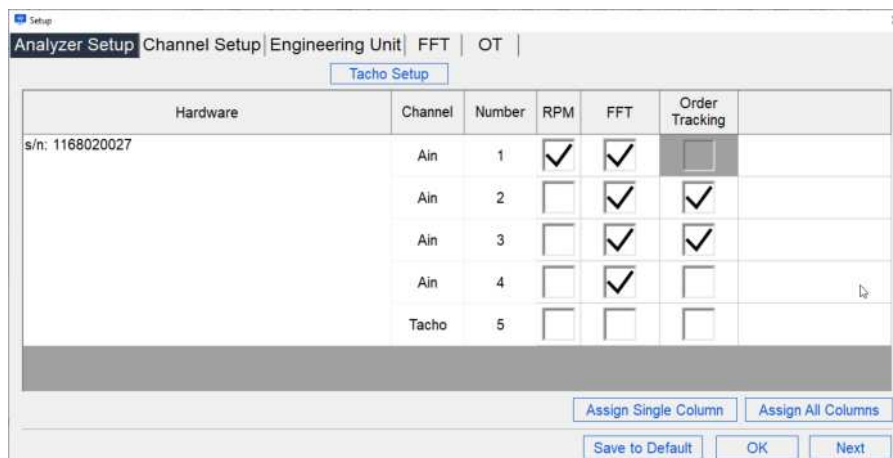 Setup
Analyzer Setup Channel Setup Engineering Unit FFT OT
Tacho Setup
Hardware Channel Number RPM FFT Order Tracking
s/n: 1168020027
Ain 1
Ain 2
Ain 3
Ain 4
Tacho 5
Assign Single Column Assign All Columns
Save to Default OK Next